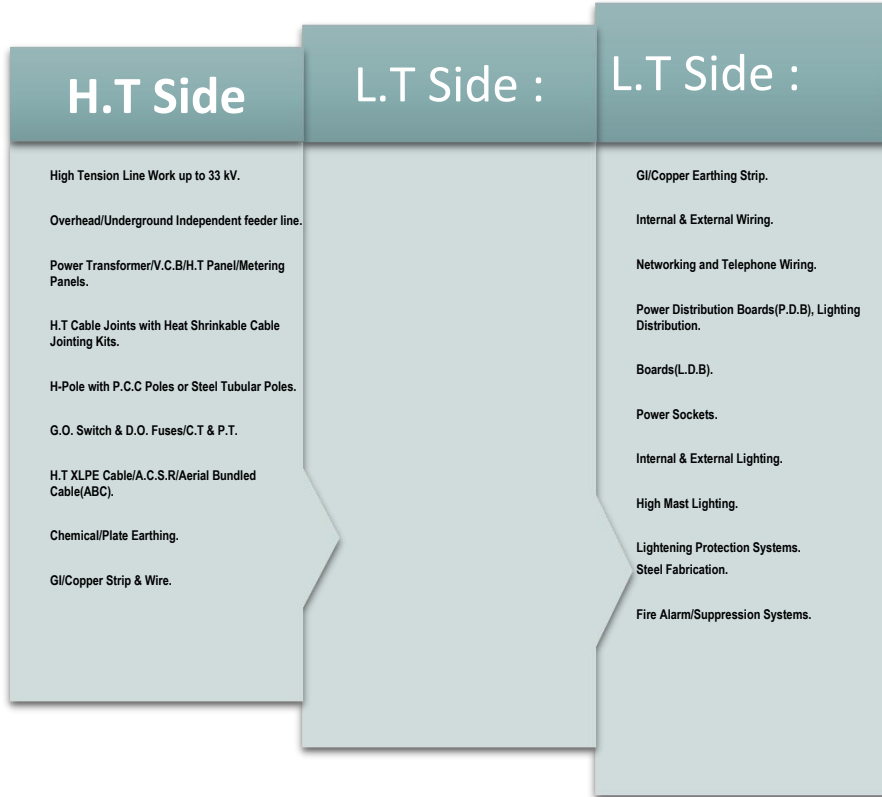 H.T Side
High Tension Line Work up to 33 kV.
Overhead/Underground Independent feeder line.
Power Transformer/V.C.B/H.T Panel/Metering
Panels.
H.T Cable Joints with Heat Shrinkable Cable
Jointing Kits.
H-Pole with P.C.C Poles or Steel Tubular Poles.
G.O. Switch & D.O. Fuses/C.T & P.T.
H.T XLPE Cable/A.C.S.R/Aerial Bundled
Cable(ABC).
Chemical/Plate Earthing.
GI/Copper Strip & Wire.
L.T Side :
L.T Side :
GI/Copper Earthing Strip.
Internal & External Wiring.
Networking and Telephone Wiring.
Power Distribution Boards(P.D.B), Lighting
Distribution.
Boards(L.D.B).
Power Sockets.
Internal & External Lighting.
High Mast Lighting.
Lightening Protection Systems.
Steel Fabrication.
Fire Alarm/Suppression Systems.